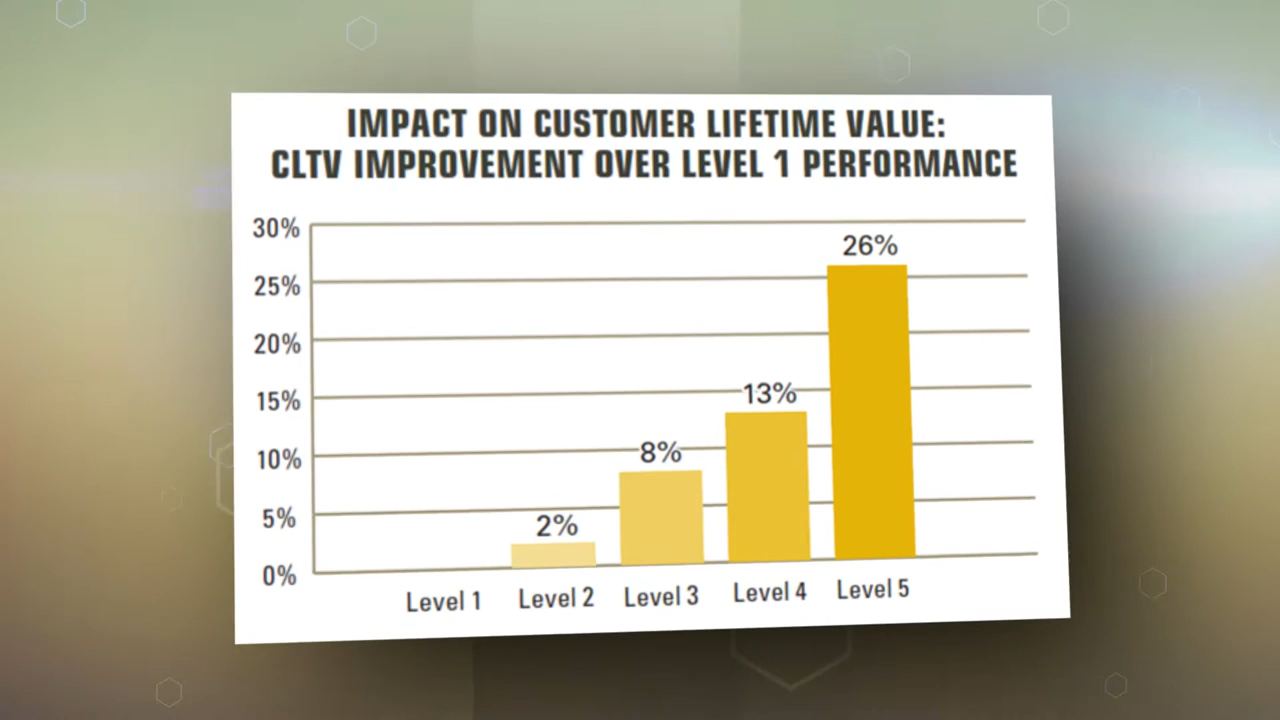 IMPACT ON CUSTOMER LIFETIME VALUE:
CLTV IMPROVEMENT OVER LEVEL 1 PERFORMANCE
30%
25%
20%
15%
10%
5%
0%
2%
8%
13%
26%
Level 1
Level 2
Level 3
Level 4
Level 5